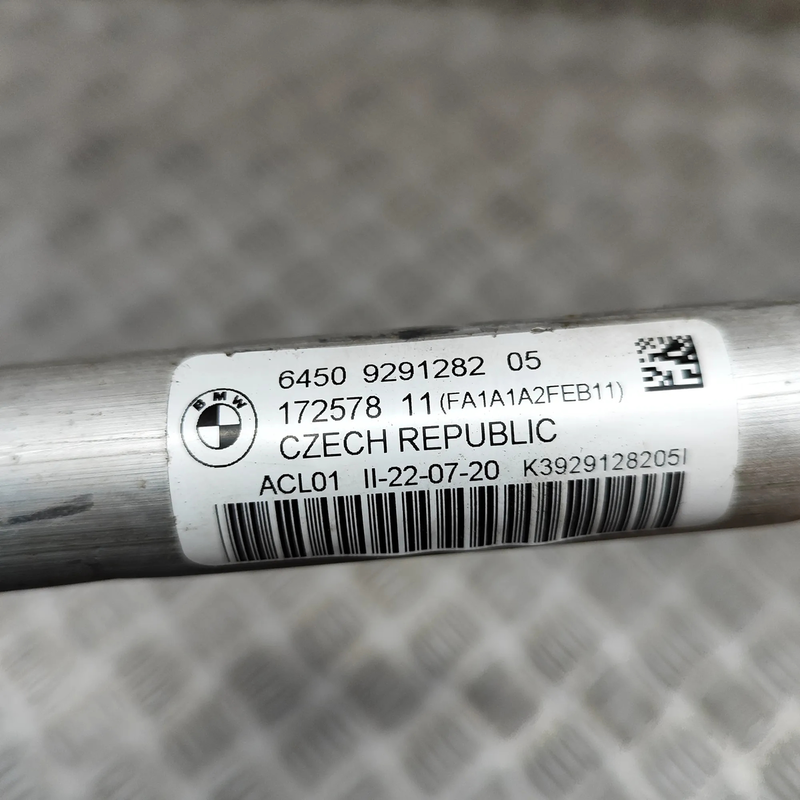 BMW
6450 9291282 05
172578 11 (FA1A1A2FEB11)
CZECH REPUBLIC
ACL01 II-22-07-20 K3929128205I